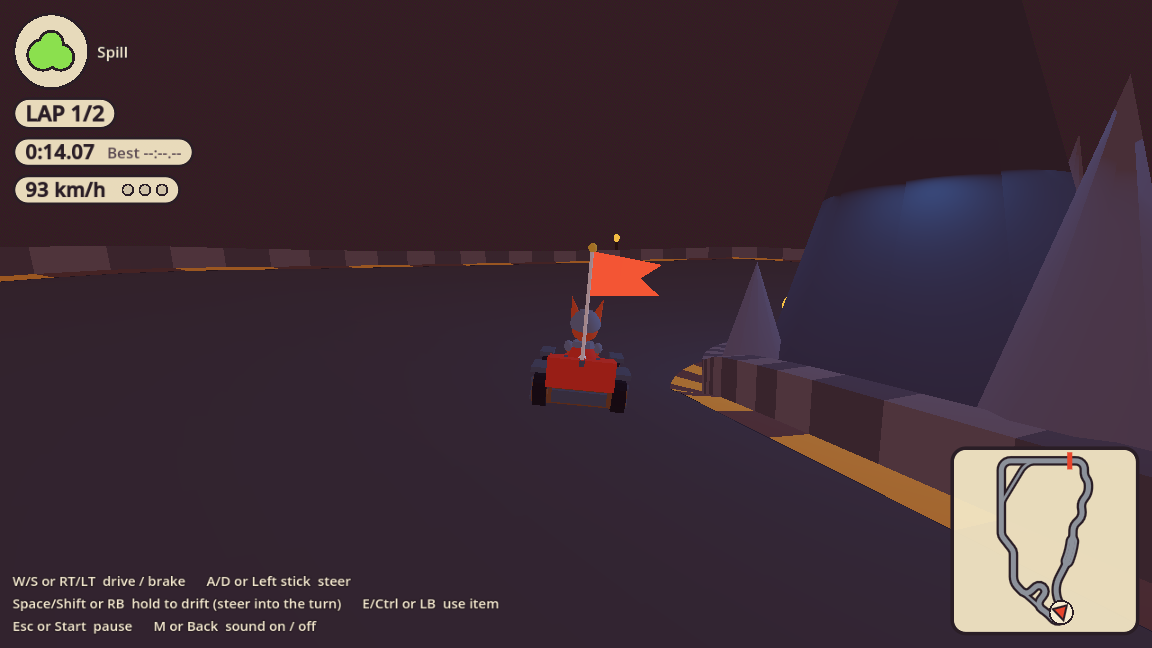 Spill
LAP 1/2
0:14.07 Best --:--.--
93 km/h
W/S or RT/LT drive / brake A/D or Left stick steer
Space/Shift or RB hold to drift (steer into the turn) E/Ctrl or LB use item
Esc or Start pause M or Back sound on / off